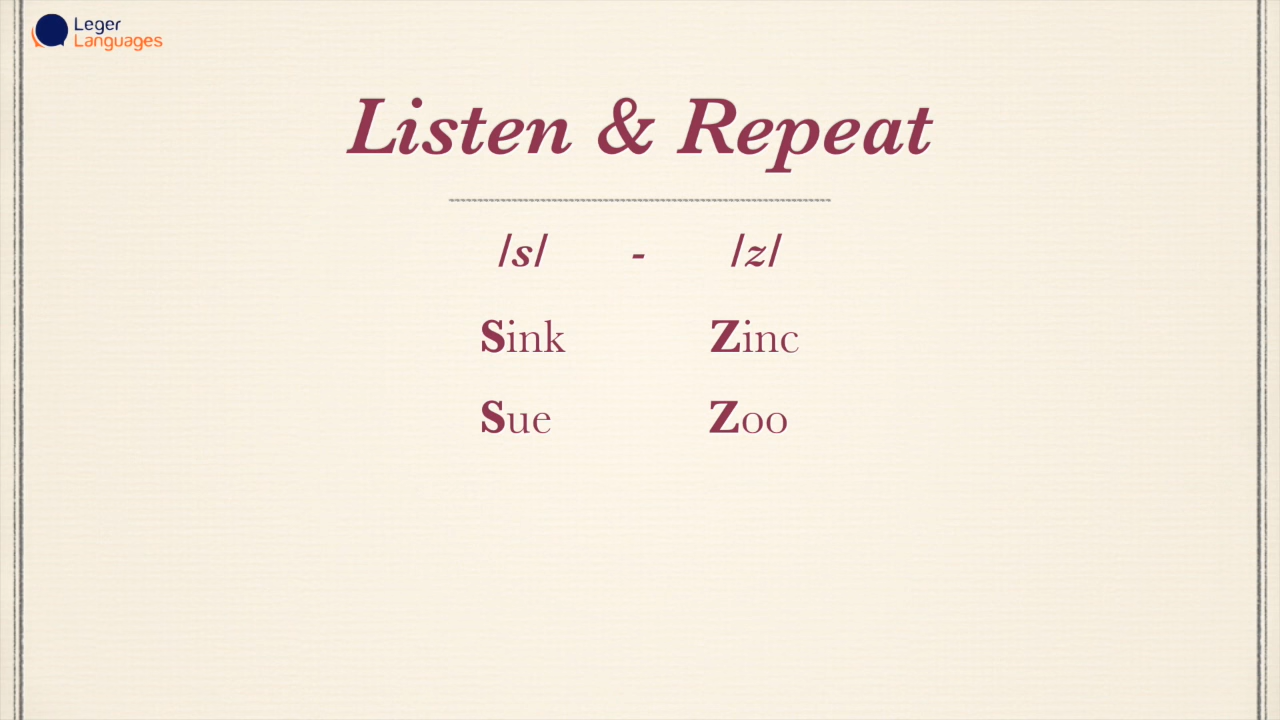 Leger
Languages
Listen & Repeat
/s/ - /z/
Sink Zinc
Sue Zoo